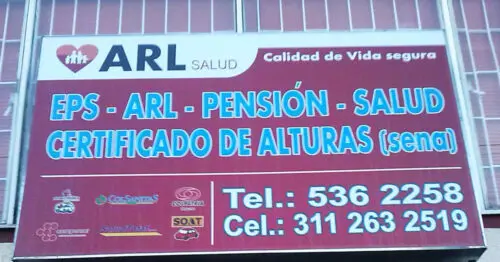 ARL SALUD
Calidad de Vida segura
EPS - ARL - PENSIÓN - SALUD
CERTIFICADO DE ALTURAS (sena)
SOAT
Tel.: 536 2258
Cel.: 311 263 2519